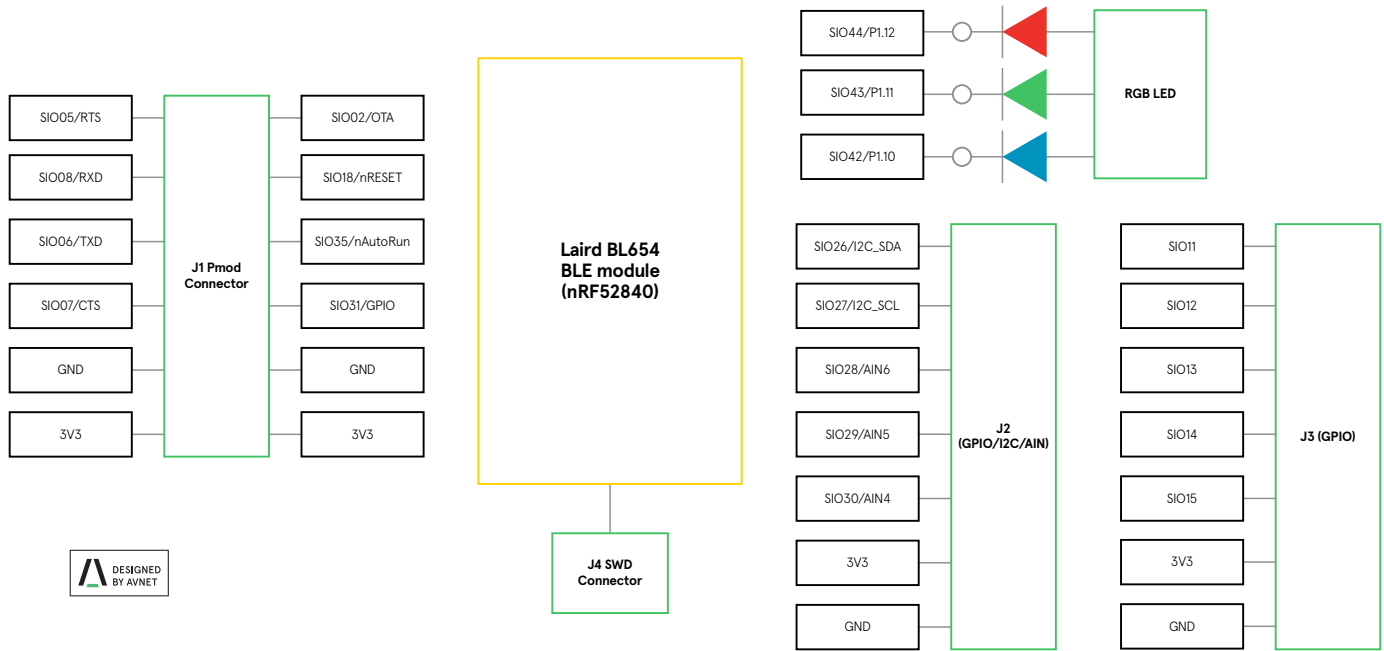 SIO05/RTS
SIO08/RXD
SIO06/TXD
SIO07/CTS
GND
3V3
J1 Pmod
Connector
SIO02/OTA
SIO18/nRESET
SIO35/nAutoRun
SIO31/GPIO
GND
3V3
Laird BL654
BLE module
(nRF52840)
J4 SWD
Connector
SIO44/P1.12
SIO43/P1.11
SIO42/P1.10
RGB LED
SIO26/I2C_SDA
SIO27/I2C_SCL
SIO28/AIN6
SIO29/AIN5
SIO30/AIN4
3V3
GND
J2
(GPIO/I2C/AIN)
SIO11
SIO12
SIO13
SIO14
SIO15
3V3
GND
J3 (GPIO)
DESIGNED
BY AVNET